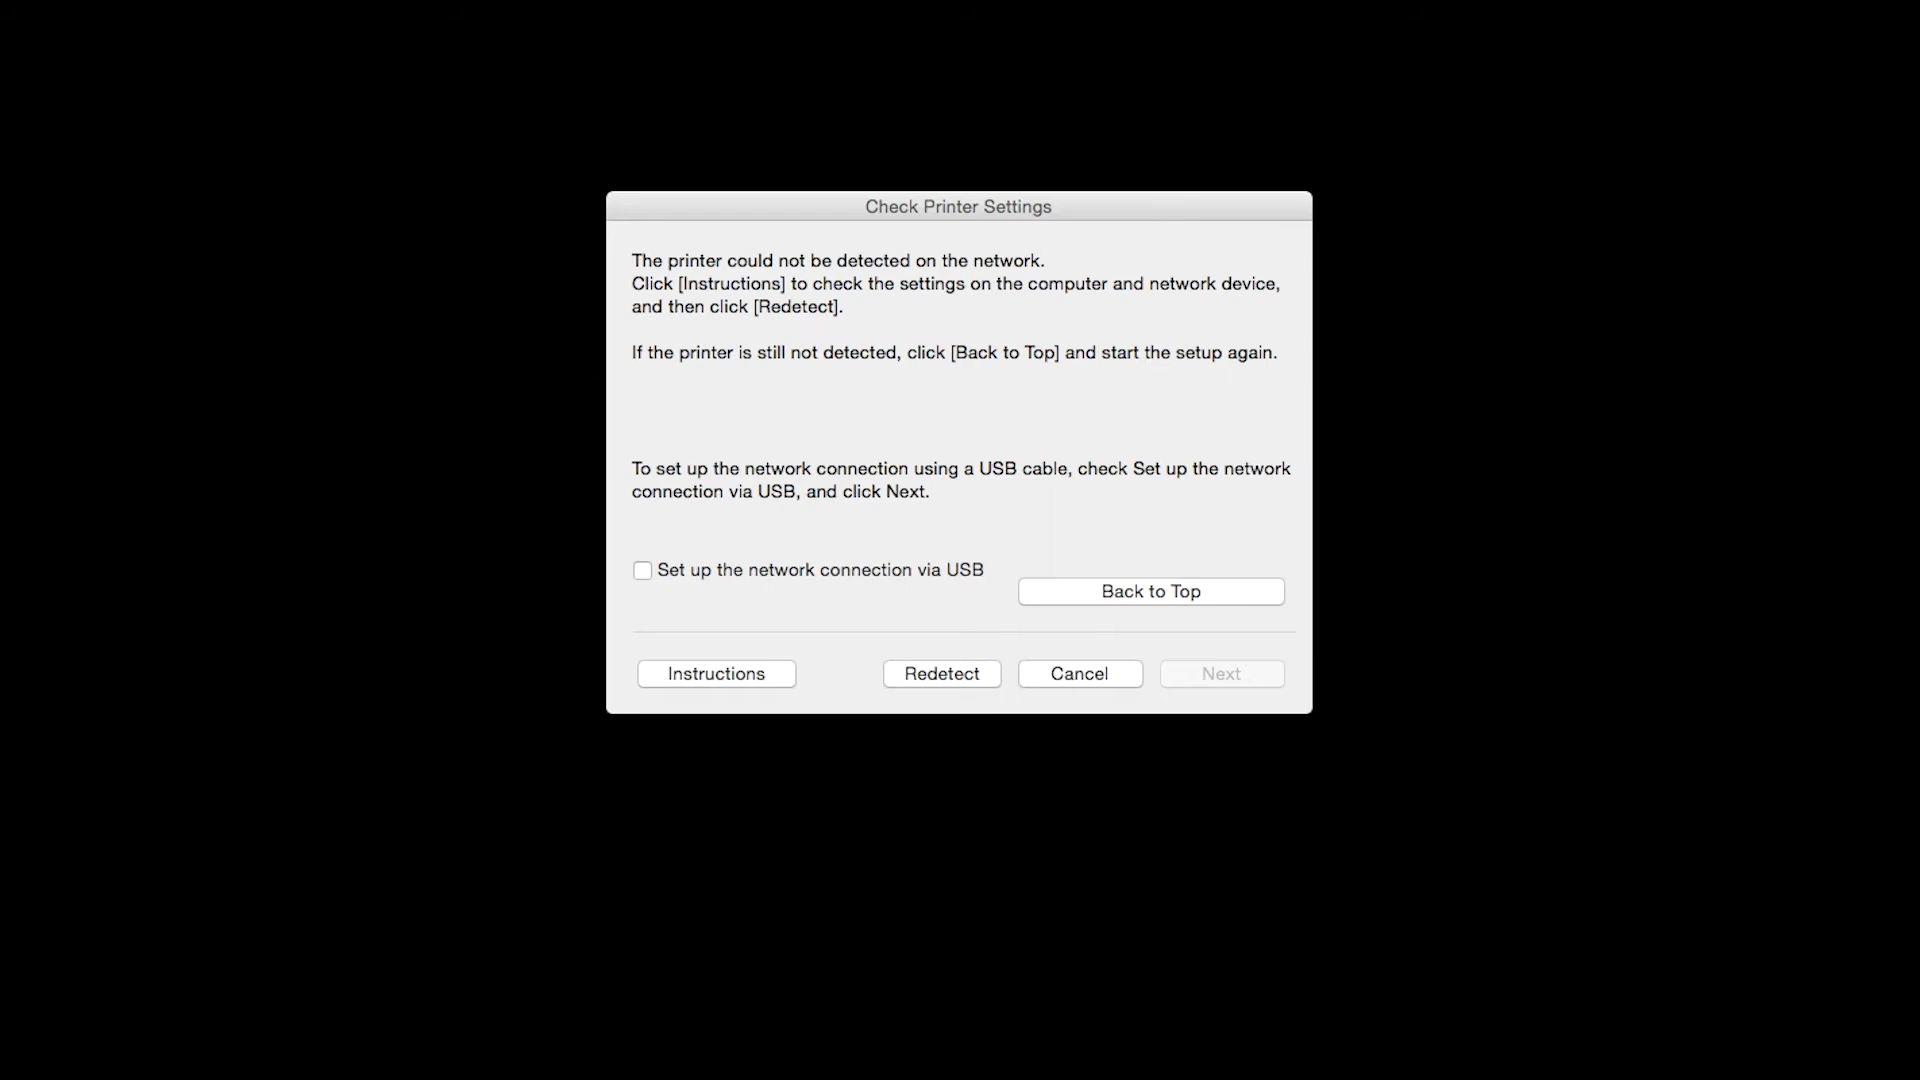 Check Printer Settings
The printer could not be detected on the network.
Click [Instructions] to check the settings on the computer and network device,
and then click [Redetect].
If the printer is still not detected, click [Back to Top] and start the setup again.
To set up the network connection using a USB cable, check Set up the network
connection via USB, and click Next.
Set up the network connection via USB
Back to Top
Instructions
Redetect
Cancel
Next